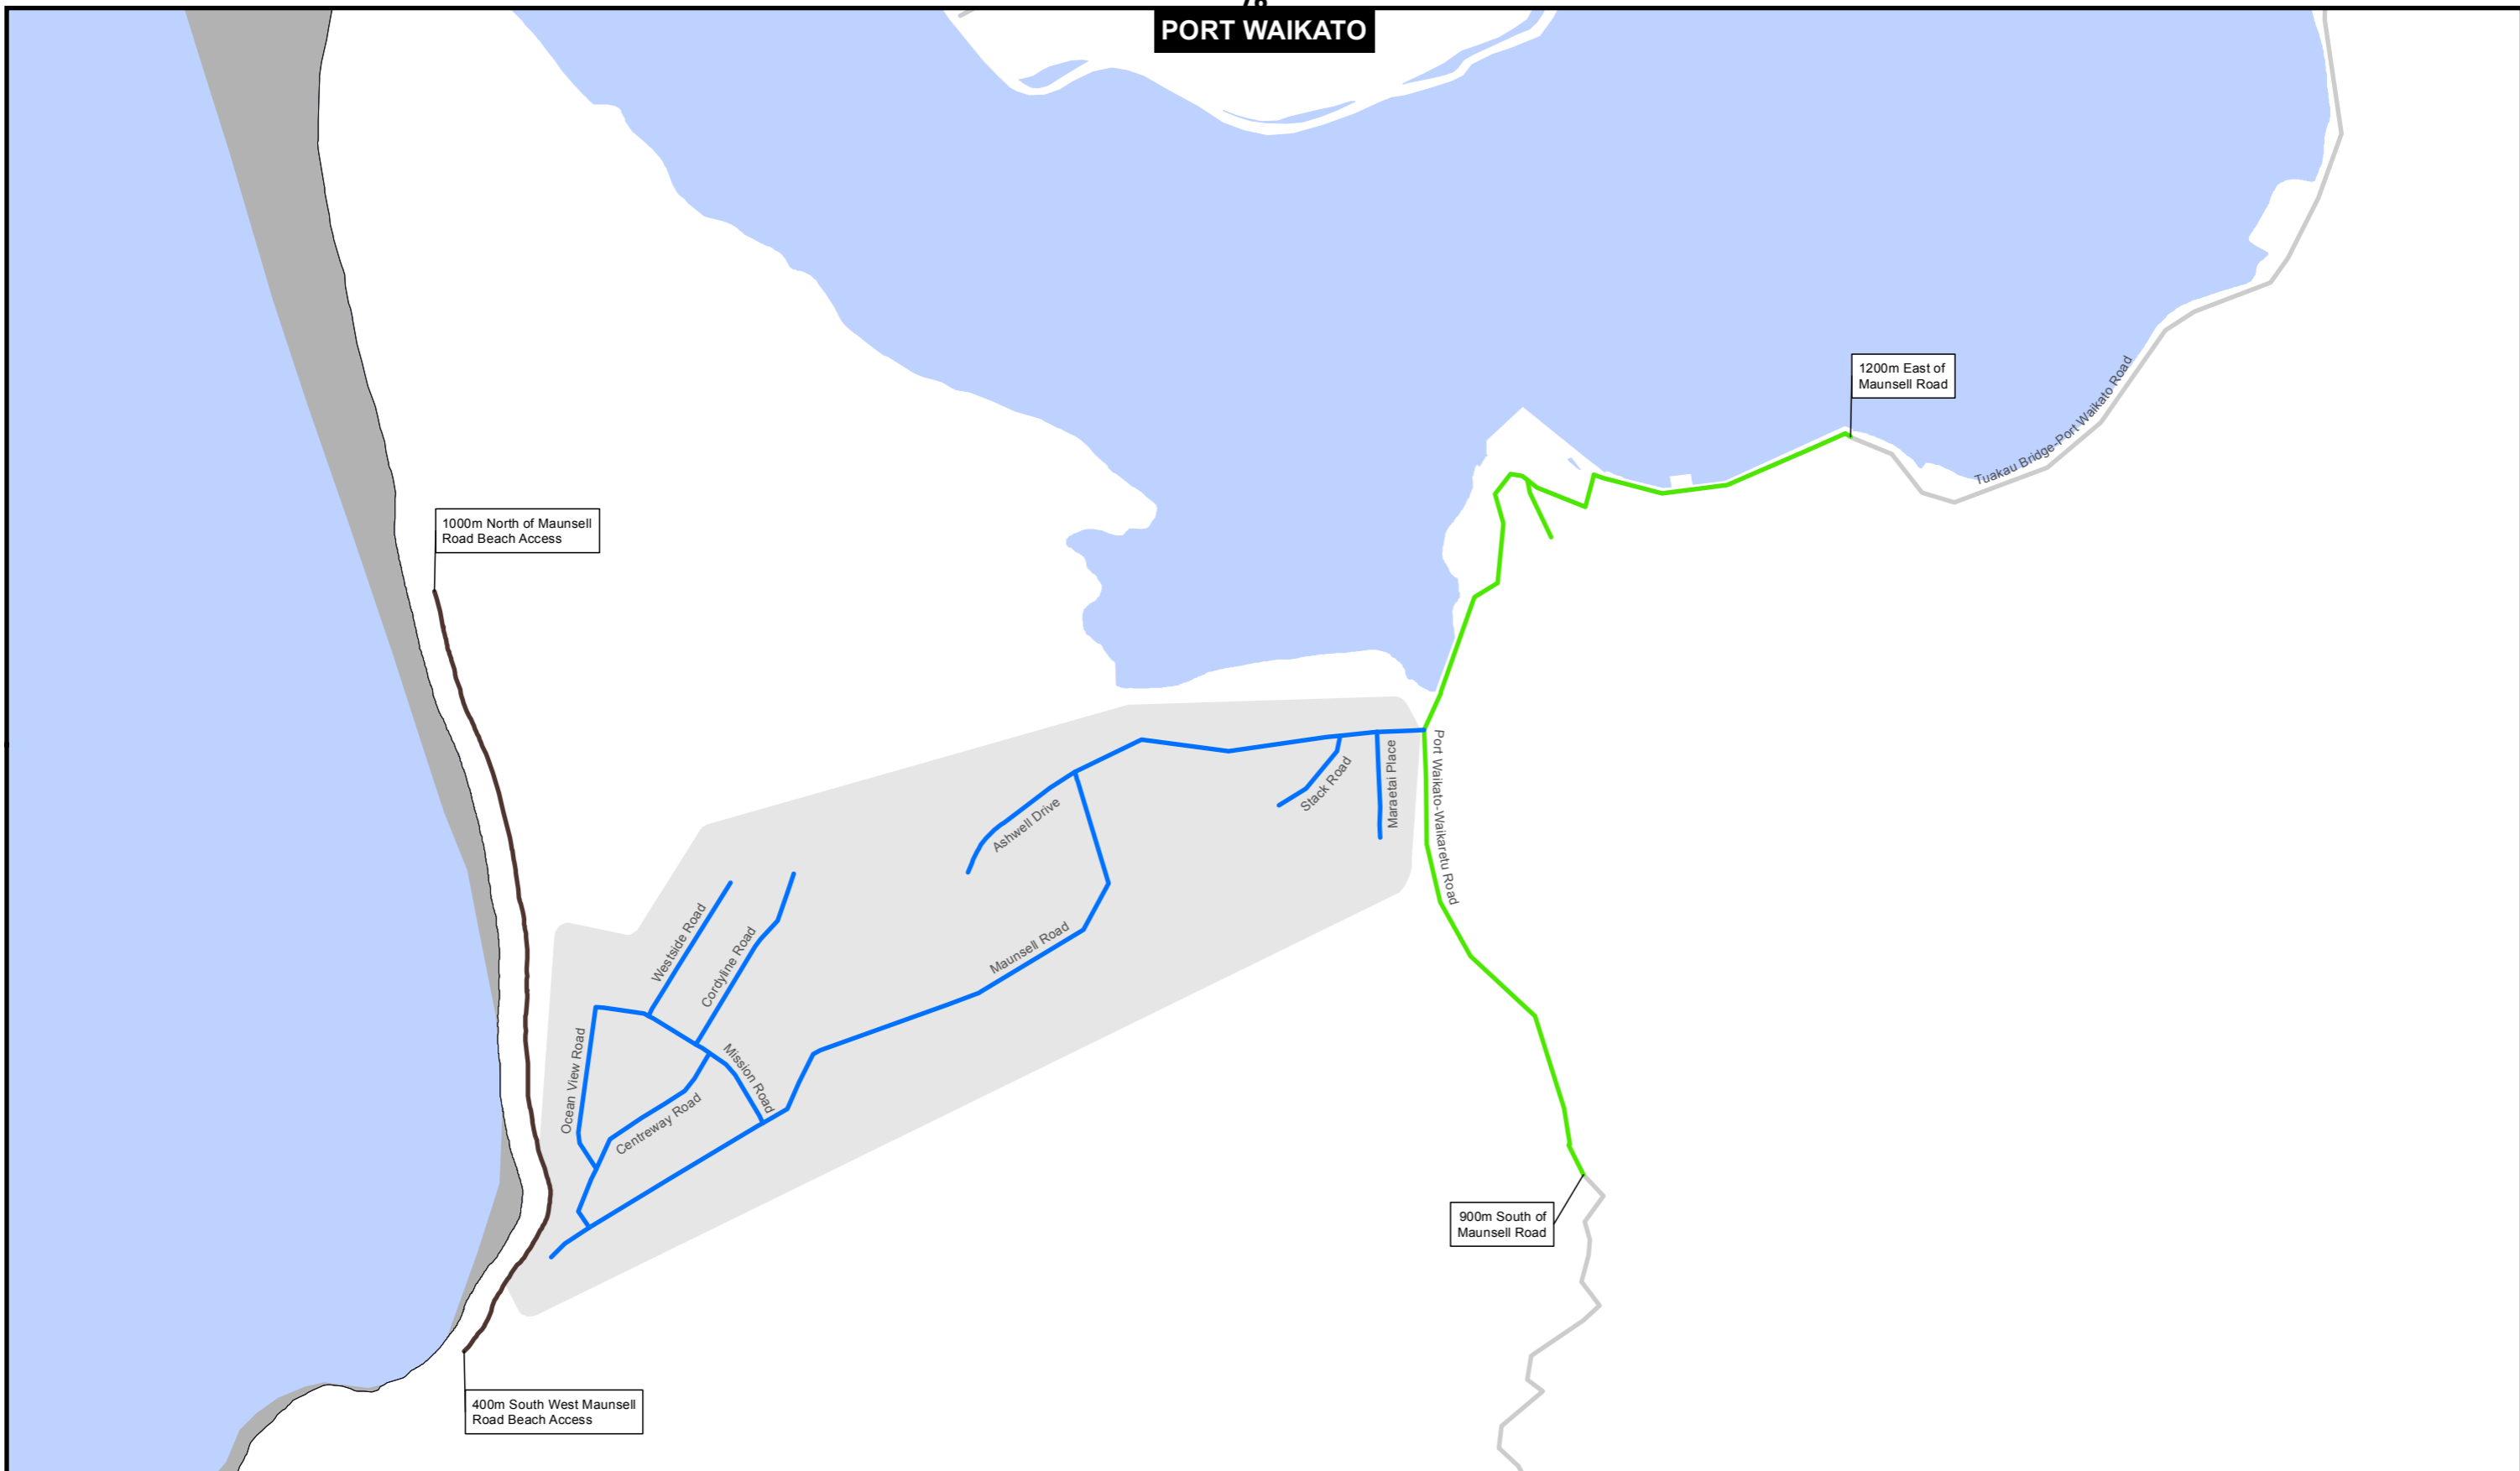 78
PORT WAIKATO
1200m East of
Maunsell Road
Tuakau Bridge-Port Waikato Road
1000m North of Maunsell
Road Beach Access
Port Waikato-Waikaretu Road
Maraetai Place
Stack Road
Ashwell Drive
Westside Road
Cordyline Road
Maunsell Road
Ocean View Road
Mission Road
Centreway Road
900m South of
Maunsell Road
400m South West Maunsell
Road Beach Access